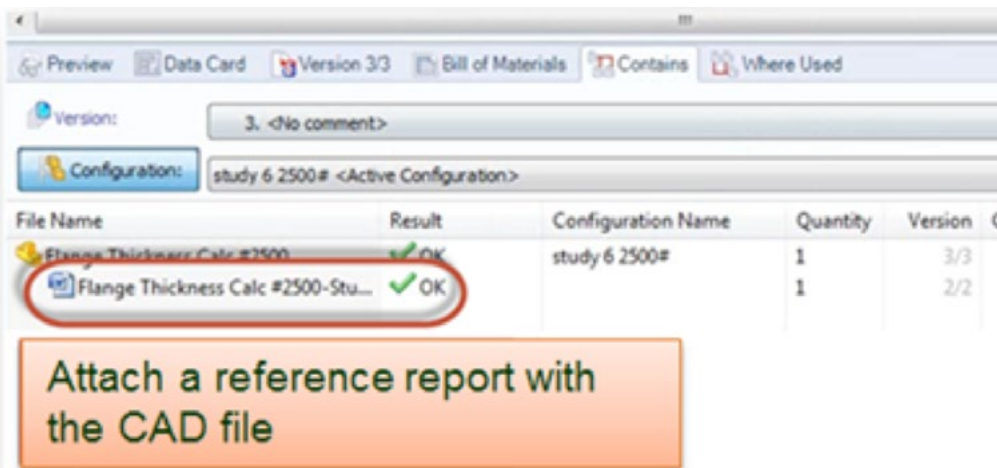 Preview Data Card Version 3/3 Bill of Materials Contains Where Used
Version: 3. <No comment>
Configuration: study 6 2500# <Active Configuration>
File Name Result Configuration Name Quantity Version
Flange Thickness Calc #2500 OK study 6 2500# 1 3/3
Flange Thickness Calc #2500-Stu... OK 1 2/2
Attach a reference report with
the CAD file